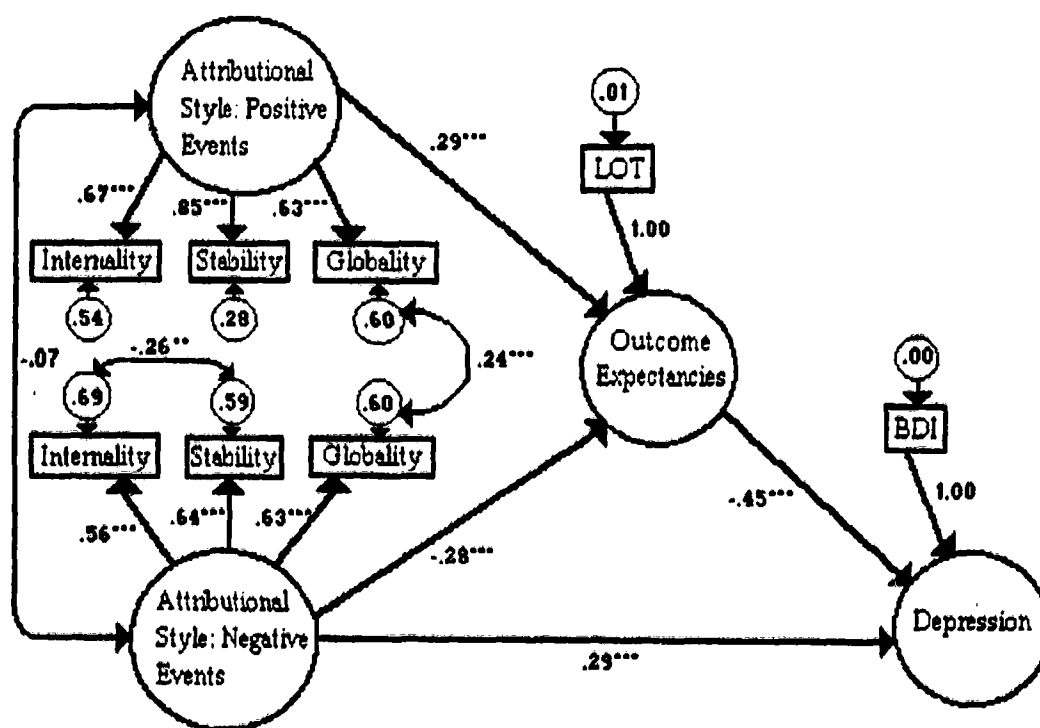 Attributional
Style: Positive
Events
.01
LOT
.29***
.67***
.85***
.63***
1.00
Internality
Stability
Globality
.54
.28
.60
-.07
-.26**
.24***
Outcome
Expectancies
.00
.69
.59
.60
BDI
Internality
Stability
Globality
.56***
.64***
.63***
-.28***
-.45***
1.00
Attributional
Style: Negative
Events
.29***
Depression